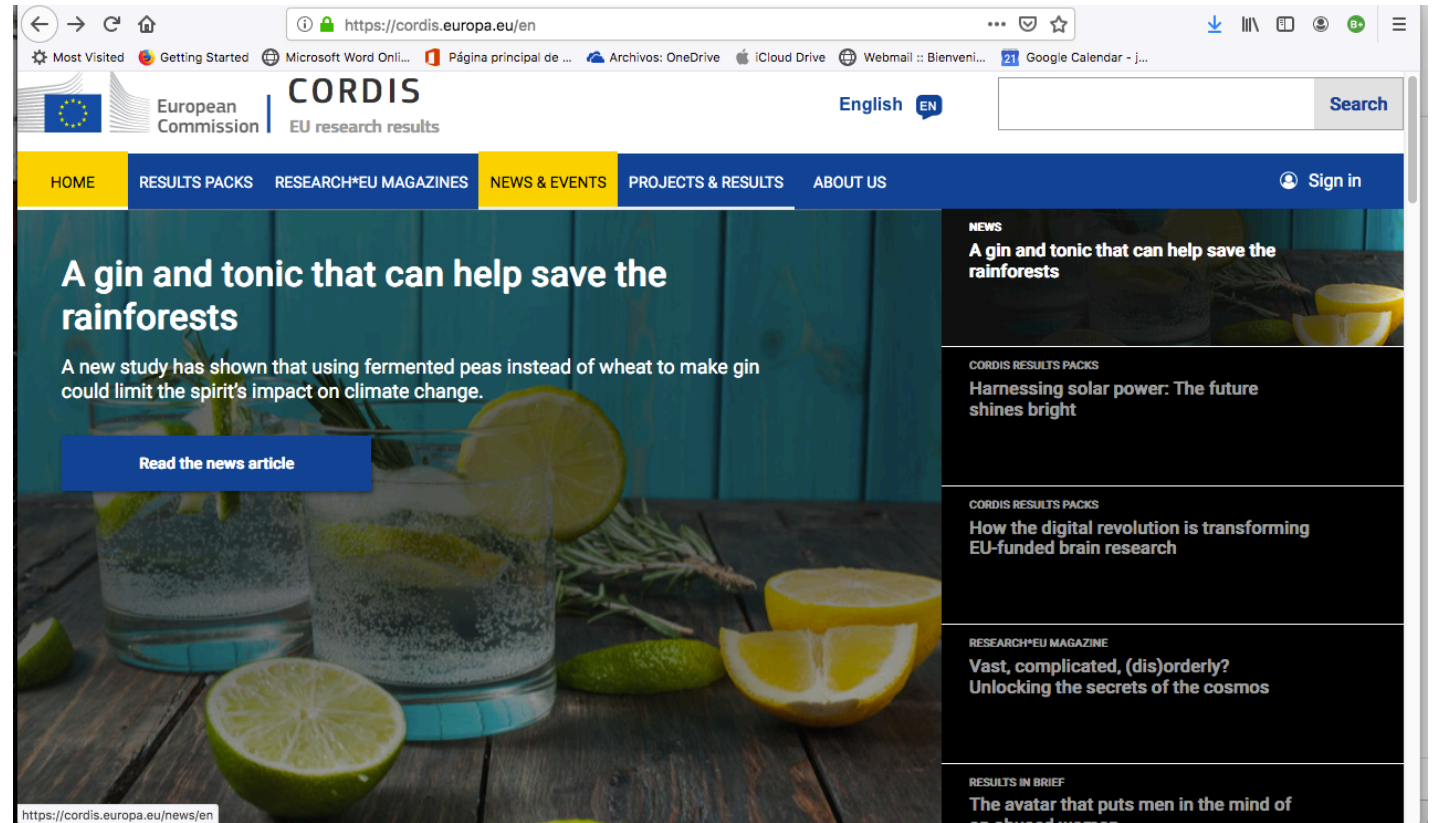 https://cordis.europa.eu/en
Most Visited Getting Started Microsoft Word Onli... Página principal de ... Archivos: OneDrive iCloud Drive Webmail :: Bienveni... 21 Google Calendar - j...
European
Commission
CORDIS
EU research results
English EN
Search
HOME RESULTS PACKS RESEARCH*EU MAGAZINES NEWS & EVENTS PROJECTS & RESULTS ABOUT US Sign in
A gin and tonic that can help save the
rainforests
A new study has shown that using fermented peas instead of wheat to make gin
could limit the spirit's impact on climate change.
Read the news article
NEWS
A gin and tonic that can help save the
rainforests
CORDIS RESULTS PACKS
Harnessing solar power: The future
shines bright
CORDIS RESULTS PACKS
How the digital revolution is transforming
EU-funded brain research
RESEARCH*EU MAGAZINE
Vast, complicated, (dis)orderly?
Unlocking the secrets of the cosmos
RESULTS IN BRIEF
The avatar that puts men in the mind of
https://cordis.europa.eu/news/en